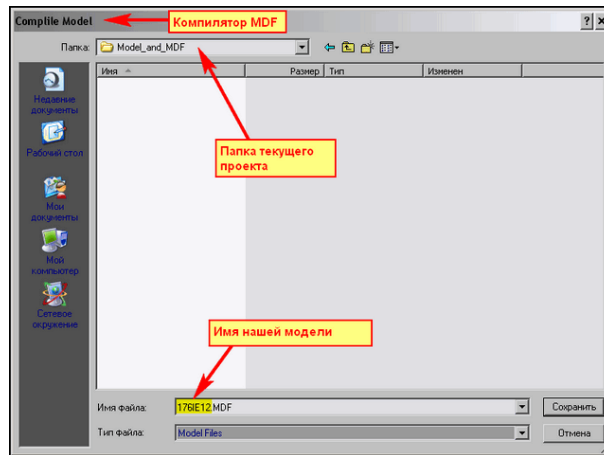 Complile Model
Компилятор MDF
Папка:
Model_and_MDF
Имя
Размер
Тип
Изменен
Недавние
документы
Рабочий стол
Папка текущего
проекта
Мои
документы
Мой
компьютер
Сетевое
окружение
Имя нашей модели
Имя файла:
176IE12.MDF
Сохранить
Тип файла:
Model Files
Отмена